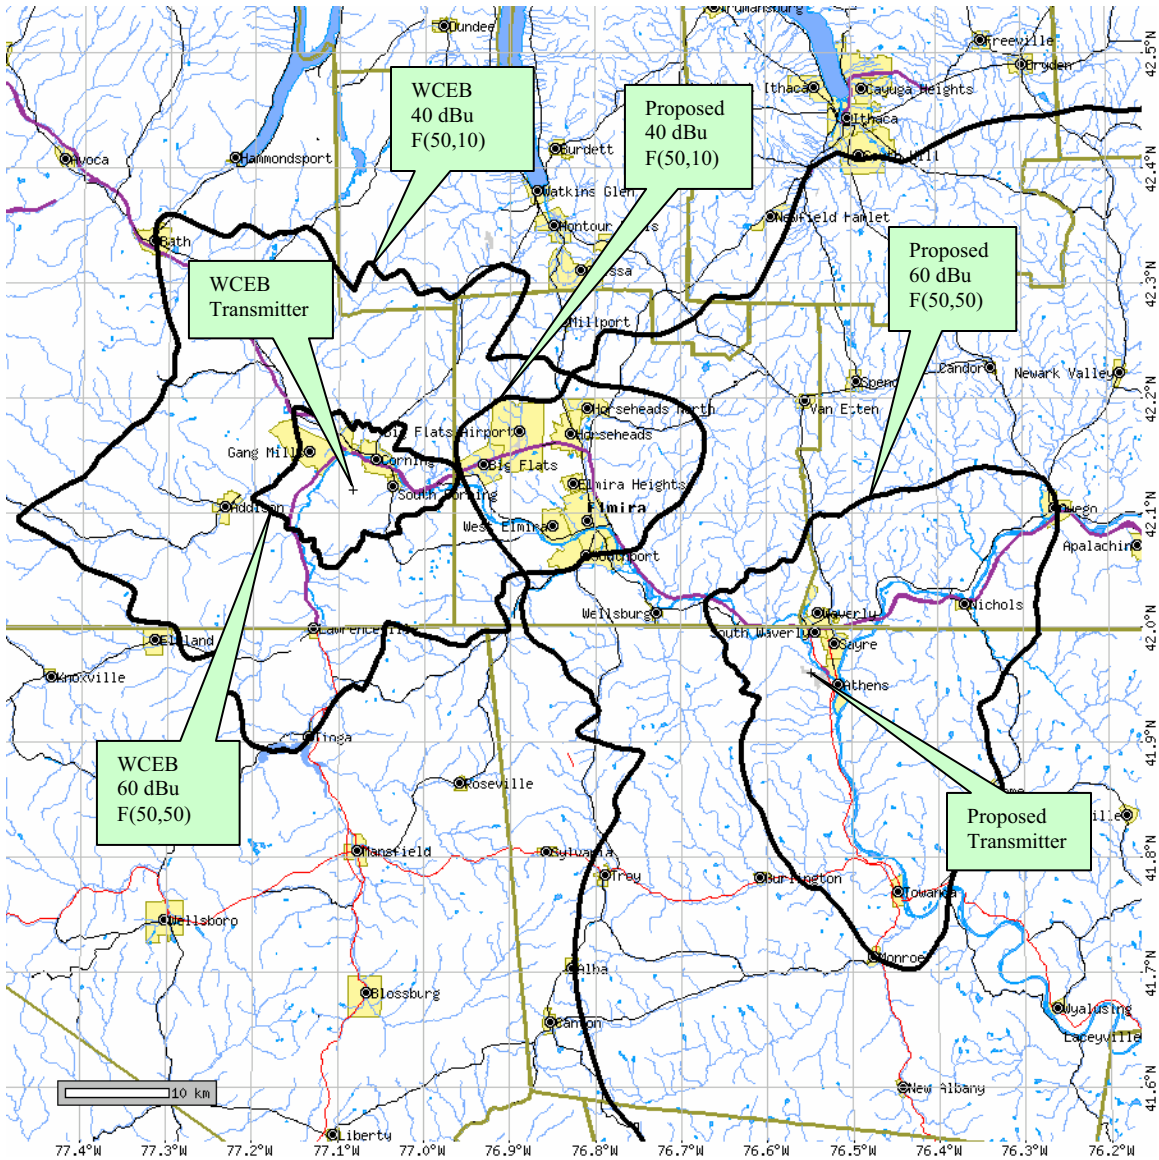 Dundee
Freeville
Dryden
42.5°N
WCEB
40 dBu
F(50,10)
Proposed
40 dBu
F(50,10)
Ithaca
Cayuga Heights
Ithaca
Avoca
Hammondsport
Burdett
42.4°N
Watkins Glen
Newfield Hamlet
Bath
Proposed
60 dBu
F(50,50)
WCEB
Transmitter
42.3°N
Millport
Candor
Newark Valley
Van Etten
42.2°N
Horseheads North
Big Flats Airport
Horseheads
Gang Mills
Corning
Big Flats
South Corning
Elmira Heights
Addison
Elmira
West Elmira
42.1°N
Owego
Apalachin
Southport
Wellsburg
Waverly
Nichols
42.0°N
Lawrenceville
South Waverly
Elkland
Sayre
Knoxville
Athens
Tioga
41.9°N
WCEB
60 dBu
F(50,50)
Roseville
Proposed
Transmitter
Mansfield
Sylvania
41.8°N
Troy
Burlington
Towanda
Wellsboro
Monroe
Alba
41.7°N
Blossburg
Canton
Wyalusing
Laceyville
10 km
New Albany
41.6°N
Liberty
77.4°W 77.3°W 77.2°W 77.1°W 77.0°W 76.9°W 76.8°W 76.7°W 76.6°W 76.5°W 76.4°W 76.3°W 76.2°W